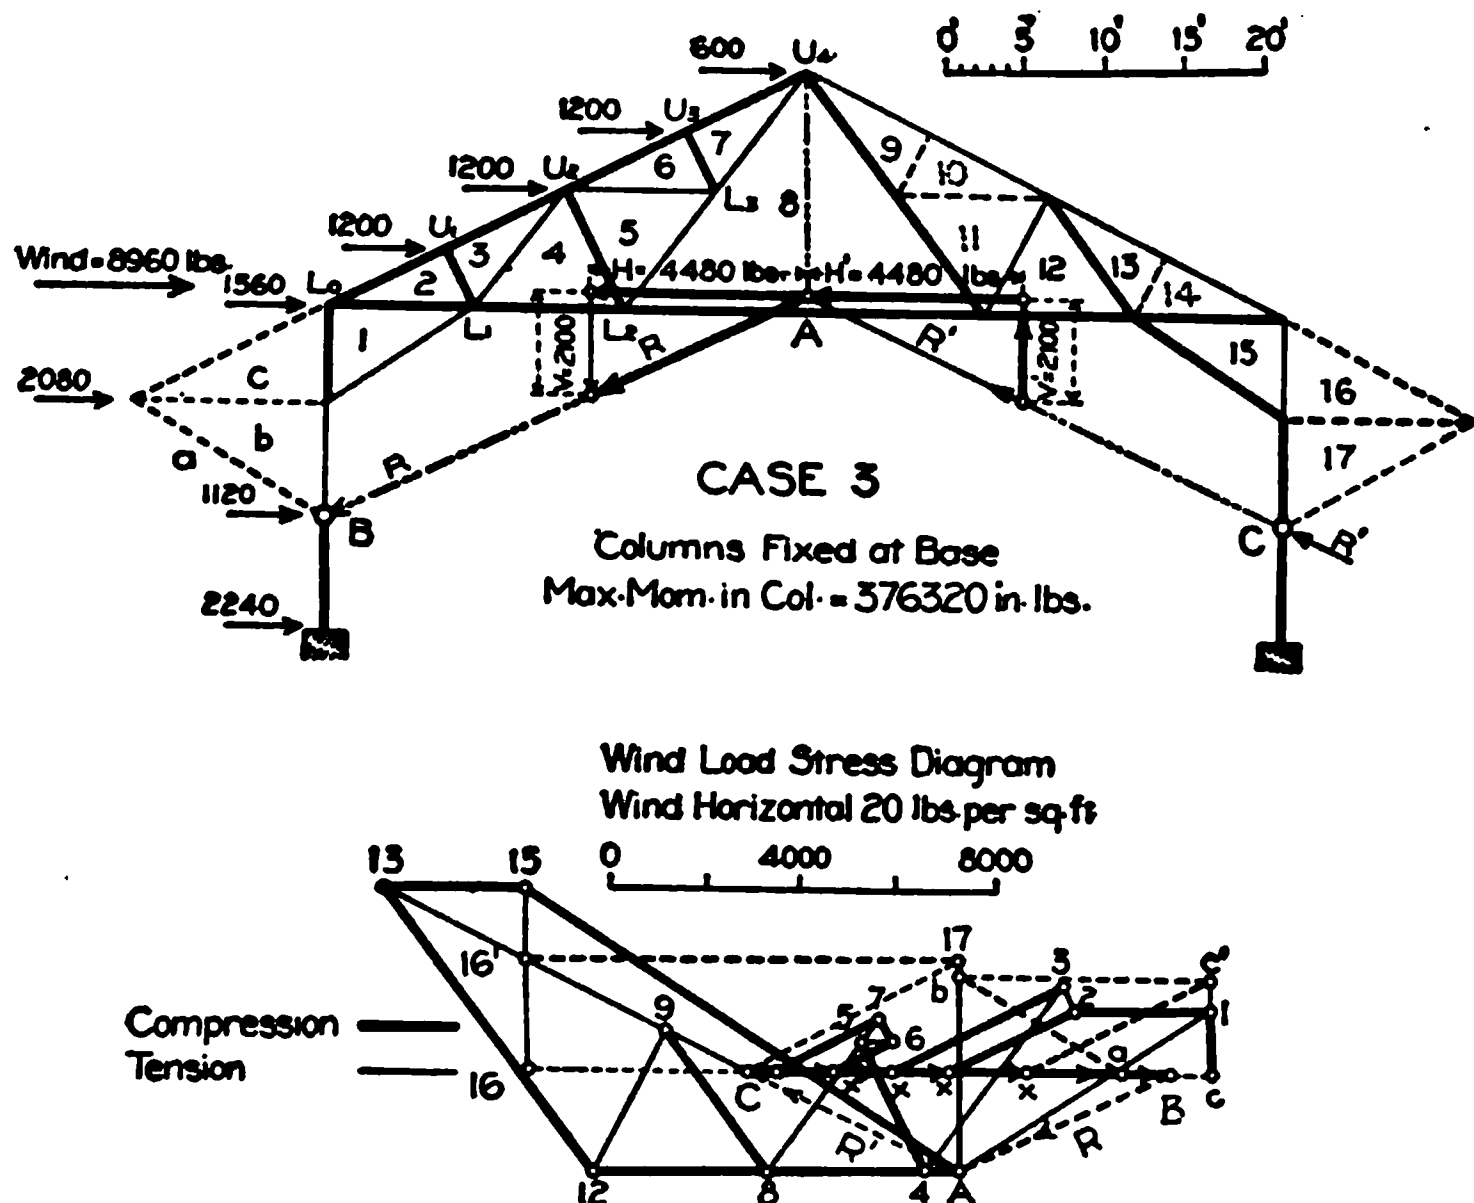 600
U₄
0' 5' 10' 15' 20'
1200
U₃
7
9
10
1200
U₂
6
L₃
8
1200
U₁
3
4
5
11
12
13
14
Wind=8960 lbs.
1560
L₀
2
H= 4480 lbs.
H'= 4480 lbs.
1
L₁
L₂
A
15
V=2100
R
R'
V'=2100
2080
c
b
a
16
17
R
1120
B
CASE 3
C
R'
Columns Fixed at Base
Max.Mom. in Col. = 376320 in. lbs.
2240
Wind Load Stress Diagram
Wind Horizontal 20 lbs. per sq. ft
0 4000 8000
13
15
17
16'
b
3
c'
2
1
9
5
7
6
Compression
Tension
16
C
x
x
x
x
a
B
c
R'
R
12
8
4
A